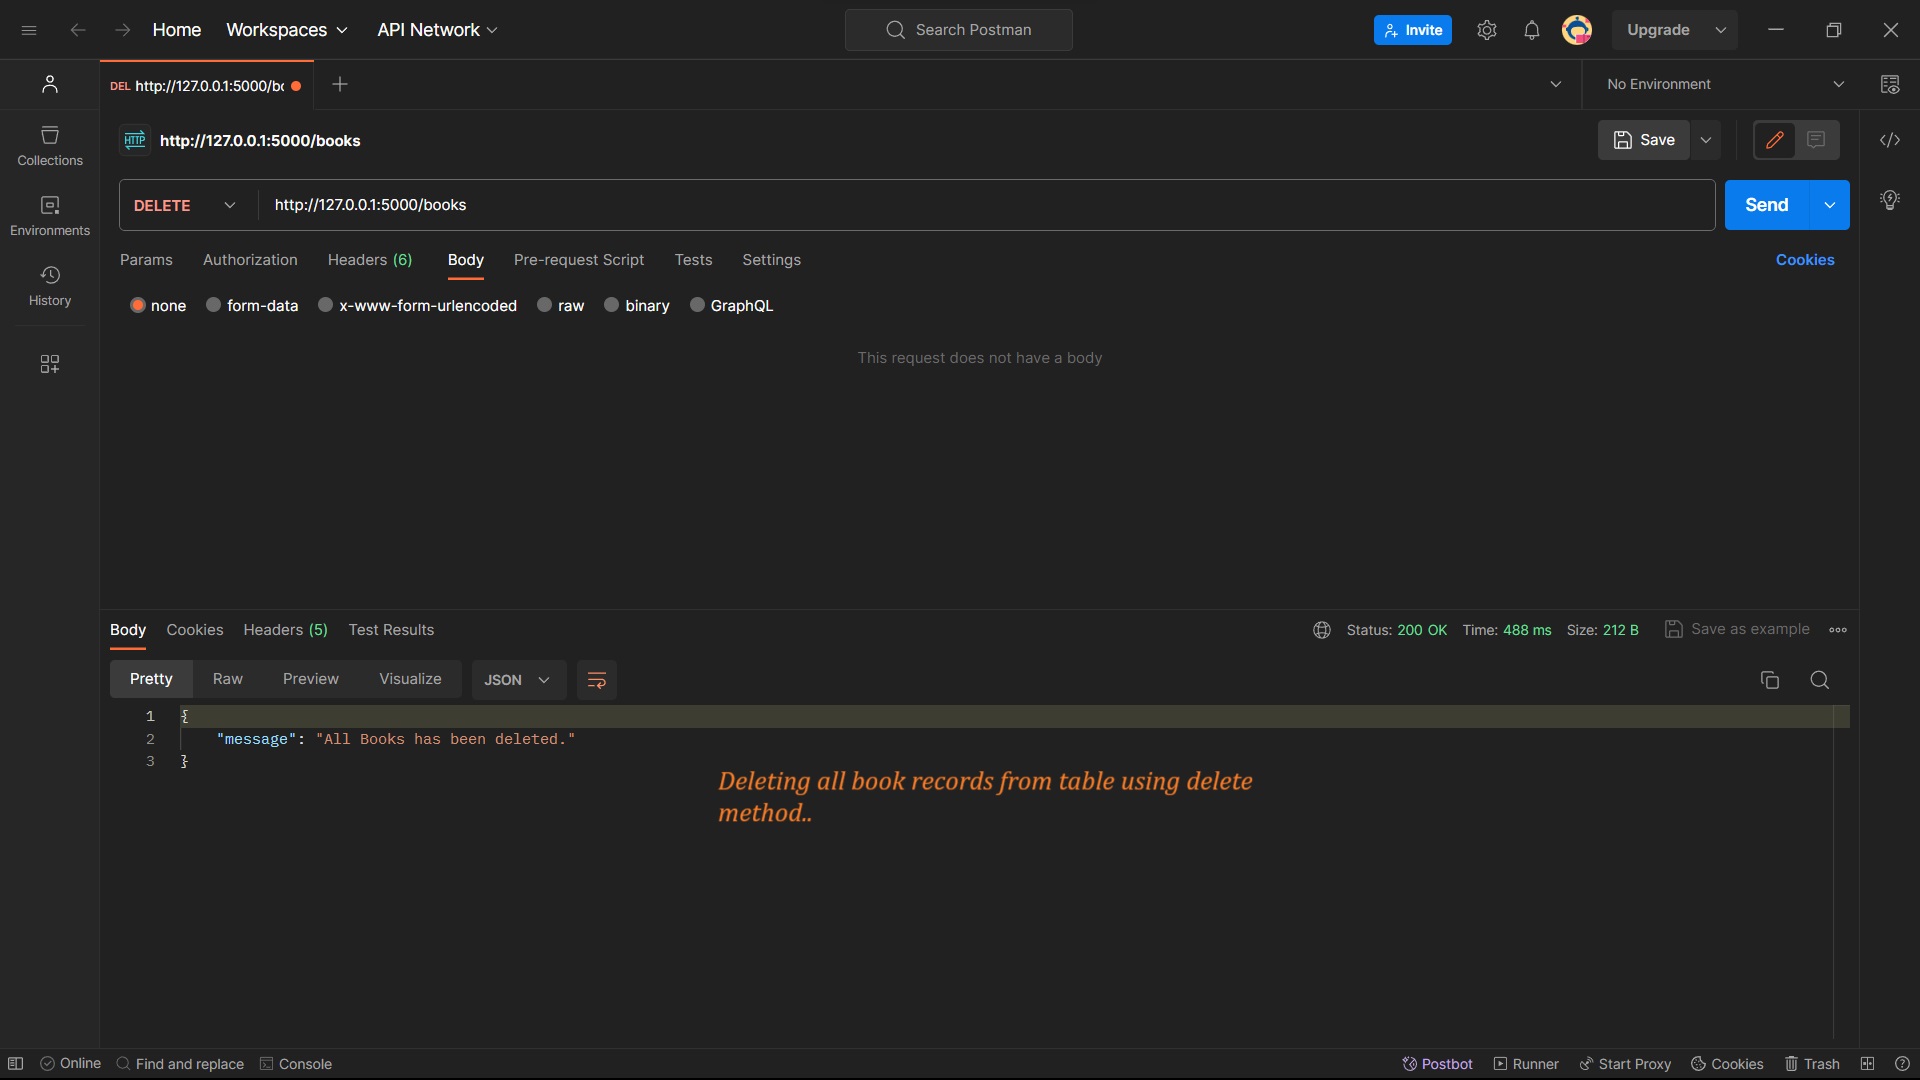 Home Workspaces API Network Search Postman Invite Upgrade
DEL http://127.0.0.1:5000/bo No Environment
HTTP http://127.0.0.1:5000/books Save
Collections
DELETE http://127.0.0.1:5000/books Send
Environments
Params Authorization Headers (6) Body Pre-request Script Tests Settings Cookies
History
none form-data x-www-form-urlencoded raw binary GraphQL
This request does not have a body
Body Cookies Headers (5) Test Results Status: 200 OK Time: 488 ms Size: 212 B Save as example
Pretty Raw Preview Visualize JSON
1 {
2 "message": "All Books has been deleted."
3 }
Deleting all book records from table using delete
method..
Online Find and replace Console Postbot Runner Start Proxy Cookies Trash